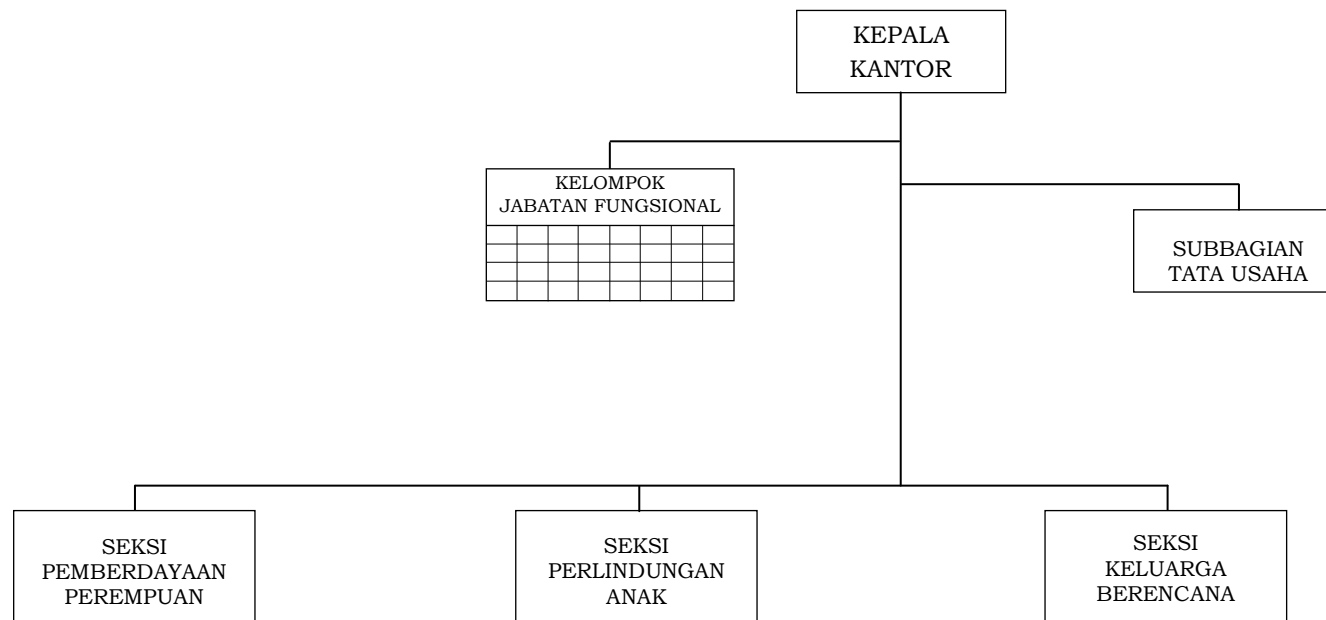 KEPALA
KANTOR
KELOMPOK
JABATAN FUNGSIONAL
SUBBAGIAN
TATA USAHA
SEKSI
PEMBERDAYAAN
PEREMPUAN
SEKSI
PERLINDUNGAN
ANAK
SEKSI
KELUARGA
BERENCANA